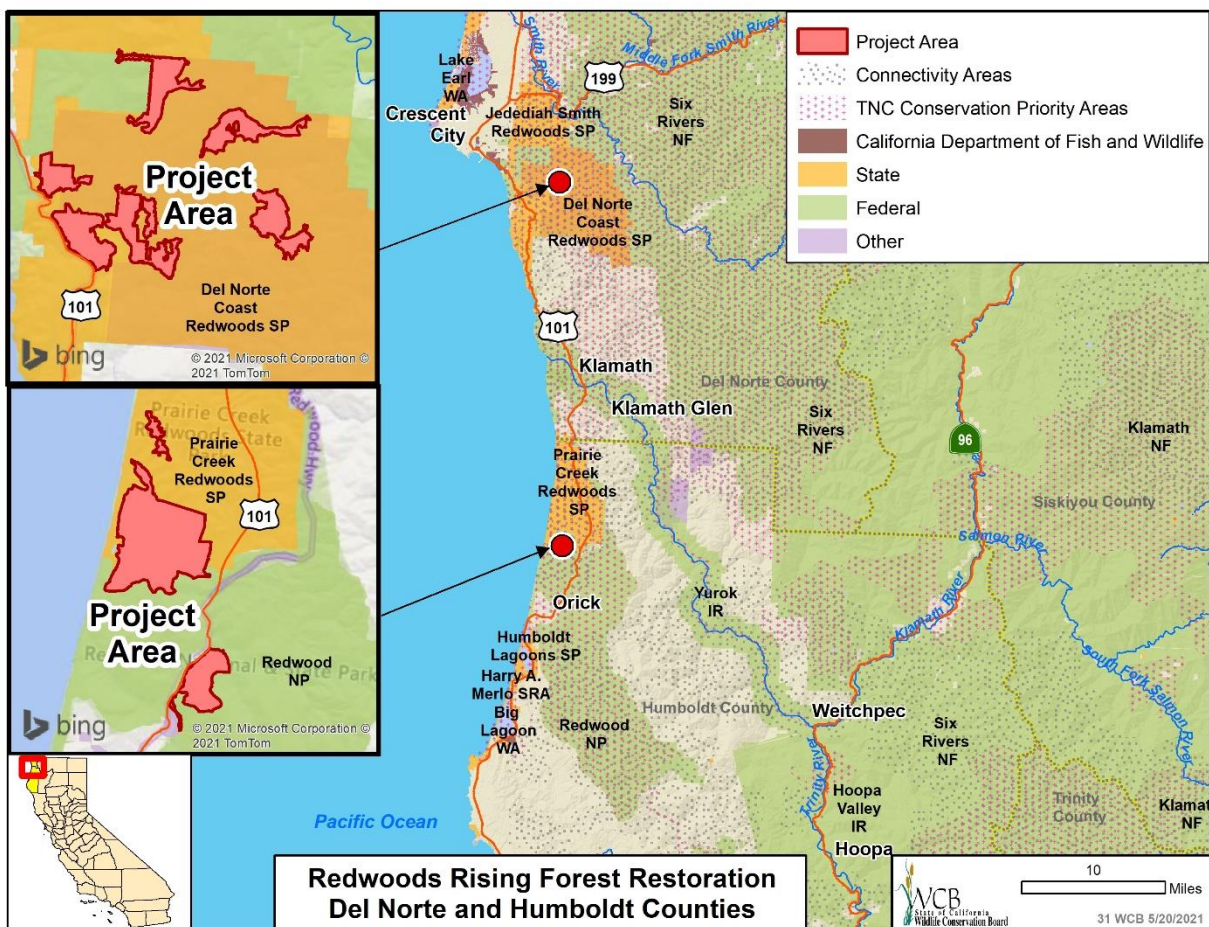 Project
Area
Del Norte
Coast
Redwoods SP
101
bing
© 2021 Microsoft Corporation ©
2021 TomTom
Prairie Creek
Redwoods State
Prairie
Creek
Redwoods
SP
101
Redwood Hwy
Project
Area
Redwood
NP
bing
© 2021 Microsoft Corporation ©
2021 TomTom
Smith River
Middle Fork Smith River
199
Lake
Earl
WA
Crescent
City
Jedediah Smith
Redwoods SP
Six
Rivers
NF
Del Norte
Coast
Redwoods SP
101
Klamath
Klamath Glen
Del Norte County
Six
Rivers
NF
96
Klamath
NF
Siskiyou County
Prairie
Creek
Redwoods
SP
Salmon River
Orick
Yurok
IR
Klamath River
South Fork Salmon River
Humboldt
Lagoons SP
Harry A.
Merlo SRA
Big
Lagoon
WA
Redwood
NP
Humboldt County
Weitchpec
Six
Rivers
NF
Trinity River
Hoopa
Valley
IR
Hoopa
Trinity
County
Klamat
NF
Pacific Ocean
Project Area
Connectivity Areas
TNC Conservation Priority Areas
California Department of Fish and Wildlife
State
Federal
Other
Redwoods Rising Forest Restoration
Del Norte and Humboldt Counties
WCB
State of California
Wildlife Conservation Board
10
Miles
31 WCB 5/20/2021